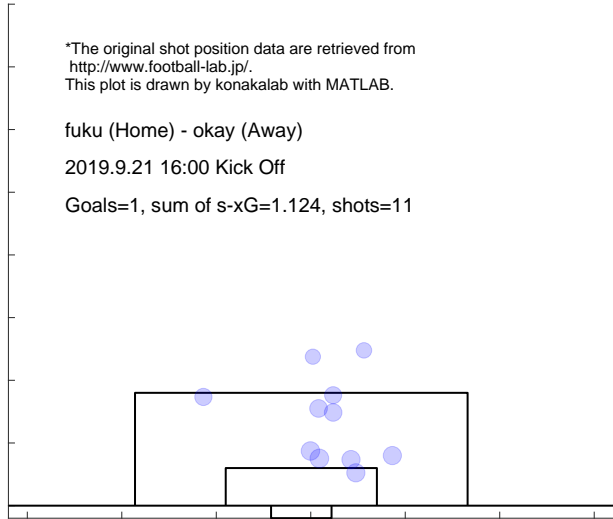 *The original shot position data are retrieved from
http://www.football-lab.jp/.
This plot is drawn by konakalab with MATLAB.
fuku (Home) - okay (Away)
2019.9.21 16:00 Kick Off
Goals=1, sum of s-xG=1.124, shots=11